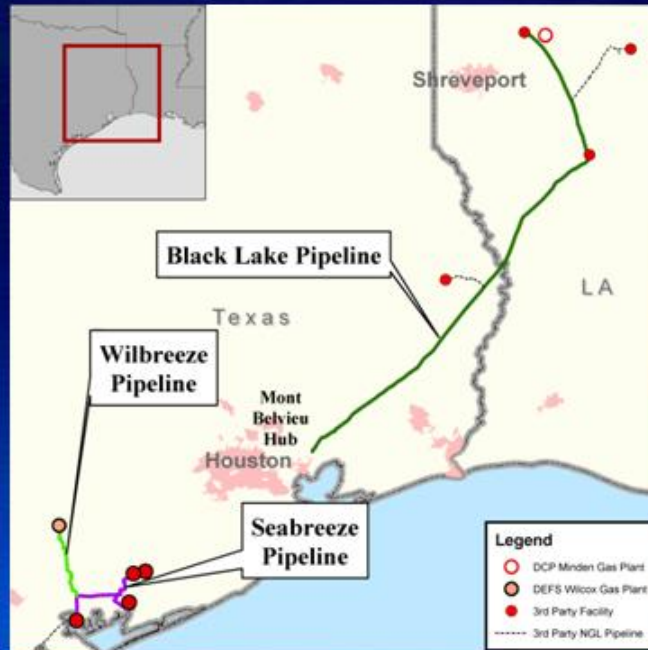 Shreveport
Black Lake Pipeline
LA
Texas
Wilbreeze
Pipeline
Mont
Belvieu
Hub
Houston
Seabreeze
Pipeline
Legend
DCP Minden Gas Plant
DEFS Wilcox Gas Plant
3rd Party Facility
3rd Party NGL Pipeline